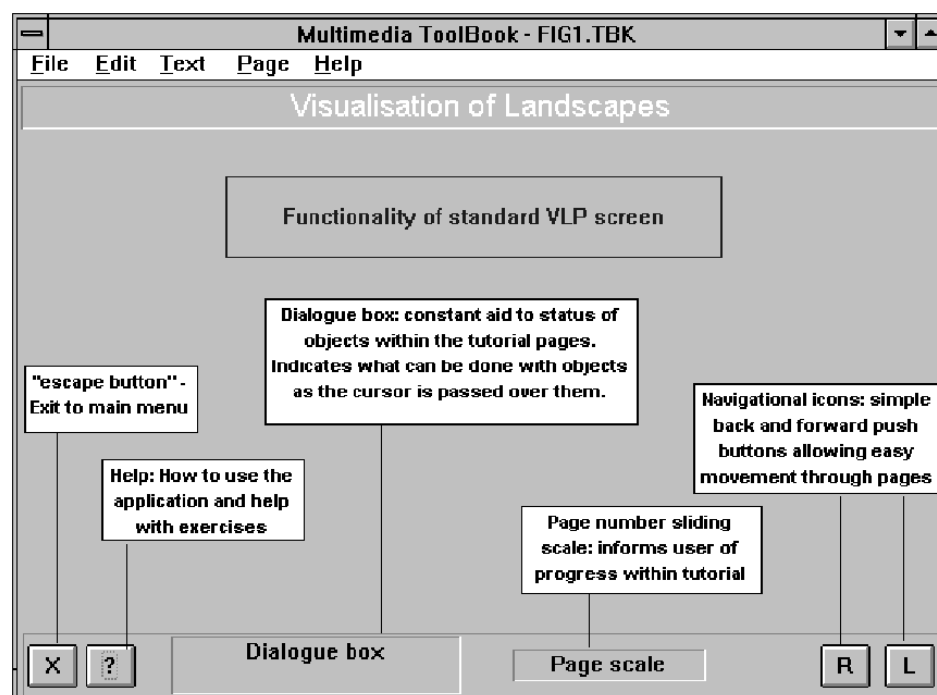 Multimedia ToolBook - FIG1.TBK
File Edit Text Page Help
Visualisation of Landscapes
Functionality of standard VLP screen
Dialogue box: constant aid to status of
objects within the tutorial pages.
Indicates what can be done with objects
as the cursor is passed over them.
"escape button" -
Exit to main menu
Navigational icons: simple
back and forward push
buttons allowing easy
movement through pages
Help: How to use the
application and help
with exercises
Page number sliding
scale: informs user of
progress within tutorial
X ? Dialogue box Page scale R L